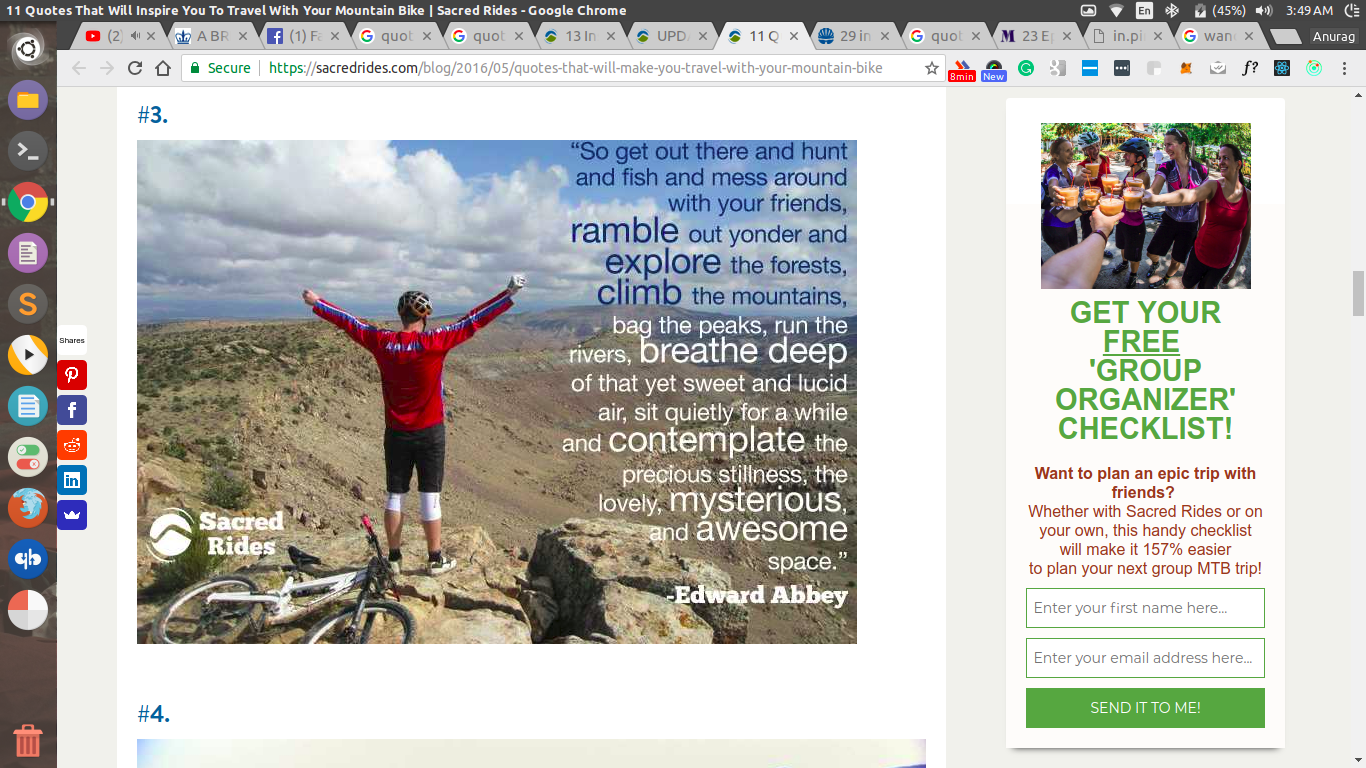 11 Quotes That Will Inspire You To Travel With Your Mountain Bike | Sacred Rides - Google Chrome
En
(45%)
3:49 AM
(2)
A BR
(1) Fa
quot
quot
13 In
UPD
11 Q
29 in
quot
23 E
in.pi
wan
Anurag
Secure
https://sacredrides.com/blog/2016/05/quotes-that-will-make-you-travel-with-your-mountain-bike
8min
New
f?
#3.
“So get out there and hunt
and fish and mess around
with your friends,
ramble out yonder and
explore the forests,
climb the mountains,
bag the peaks, run the
rivers, breathe deep
of that yet sweet and lucid
air, sit quietly for a while
and contemplate the
precious stillness, the
lovely, mysterious,
and awesome
space.”
-Edward Abbey
Sacred
Rides
#4.
Shares
GET YOUR
FREE
'GROUP
ORGANIZER'
CHECKLIST!
Want to plan an epic trip with
friends?
Whether with Sacred Rides or on
your own, this handy checklist
will make it 157% easier
to plan your next group MTB trip!
Enter your first name here...
Enter your email address here...
SEND IT TO ME!